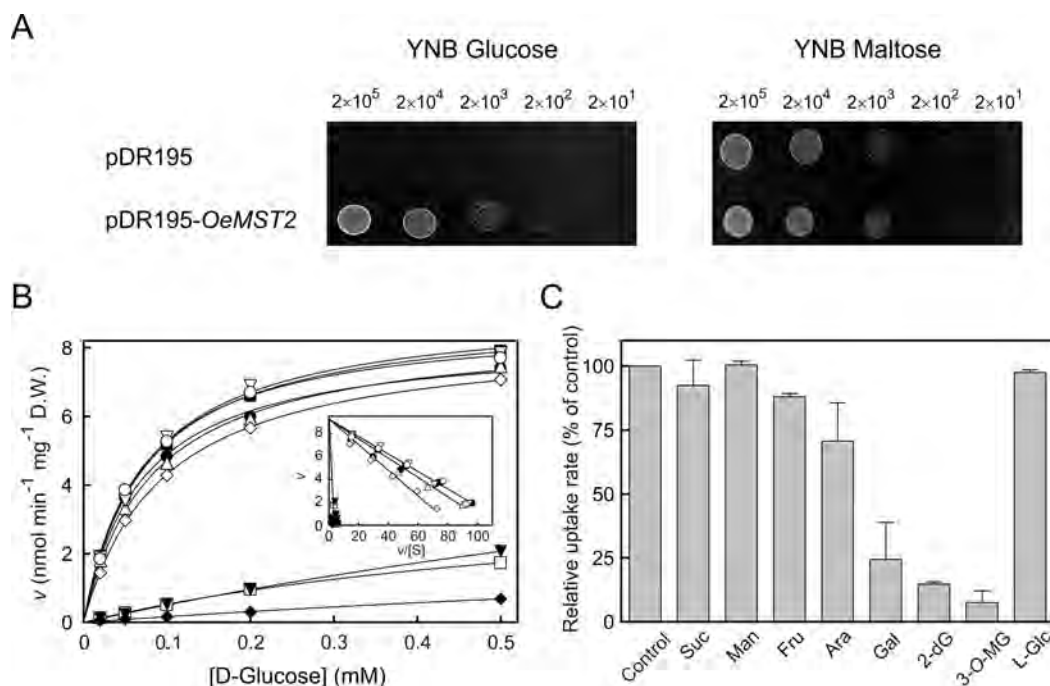 A
YNB Glucose YNB Maltose
2×10⁵ 2×10⁴ 2×10³ 2×10² 2×10¹ 2×10⁵ 2×10⁴ 2×10³ 2×10² 2×10¹
pDR195
pDR195-OeMST2
B
v (nmol min⁻¹ mg⁻¹ D.W.)
8
6
4
2
0
0 0.1 0.2 0.3 0.4 0.5
[D-Glucose] (mM)
v
8
6
4
2
0
0 20 40 60 80 100
v/[S]
C
Relative uptake rate (% of control)
100
75
50
25
0
Control Suc Man Fru Ara Gal 2-dG 3-O-MG L-Glc